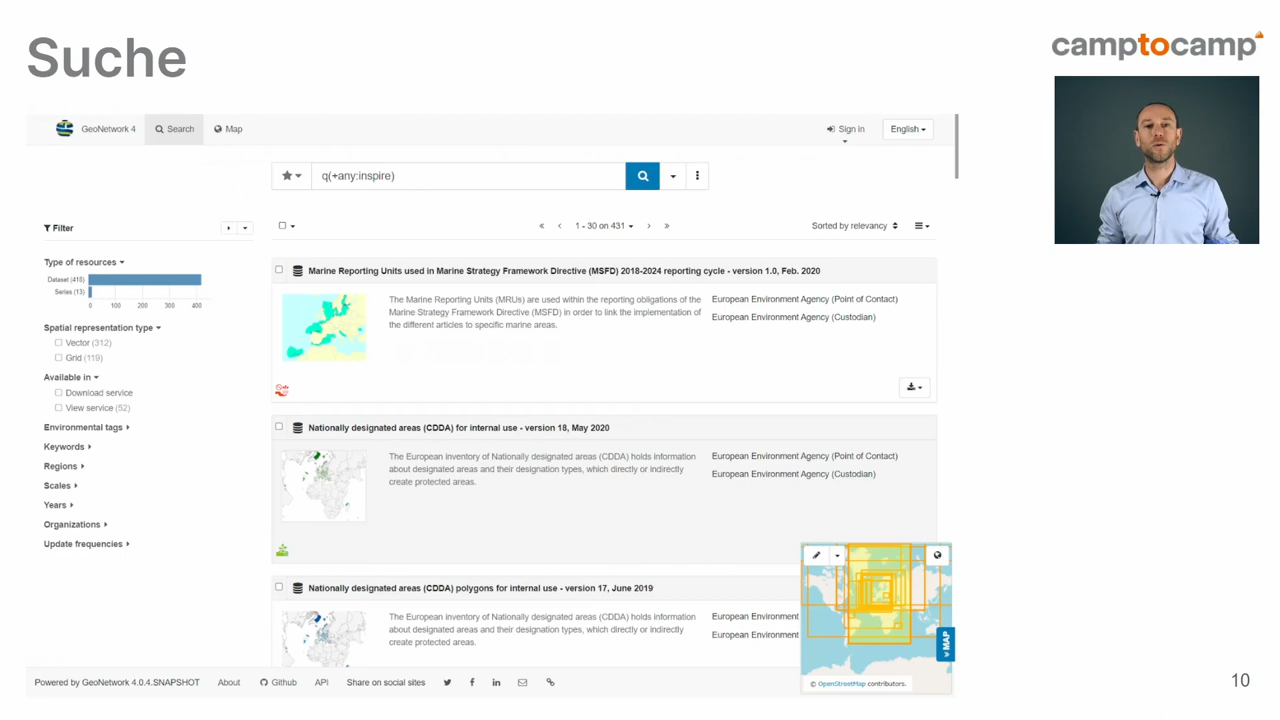 Suche
camptocamp
GeoNetwork 4
Search
Map
Sign in
English
q(+any:inspire)
Filter
1 - 30 on 431
Sorted by relevancy
Type of resources
Dataset (418)
Series (13)
0 100 200 300 400
Spatial representation type
Vector (312)
Grid (119)
Available in
Download service
View service (52)
Environmental tags
Keywords
Regions
Scales
Years
Organizations
Update frequencies
Marine Reporting Units used in Marine Strategy Framework Directive (MSFD) 2018-2024 reporting cycle - version 1.0, Feb. 2020
The Marine Reporting Units (MRUs) are used within the reporting obligations of the
Marine Strategy Framework Directive (MSFD) in order to link the implementation of
the different articles to specific marine areas.
European Environment Agency (Point of Contact)
European Environment Agency (Custodian)
Nationally designated areas (CDDA) for internal use - version 18, May 2020
The European inventory of Nationally designated areas (CDDA) holds information
about designated areas and their designation types, which directly or indirectly
create protected areas.
European Environment Agency (Point of Contact)
European Environment Agency (Custodian)
Nationally designated areas (CDDA) polygons for internal use - version 17, June 2019
The European inventory of Nationally designated areas (CDDA) holds information
about designated areas and their designation types, which directly or indirectly
create protected areas.
European Environment
European Environment
MAP
© OpenStreetMap contributors.
Powered by GeoNetwork 4.0.4.SNAPSHOT
About
Github
API
Share on social sites
10